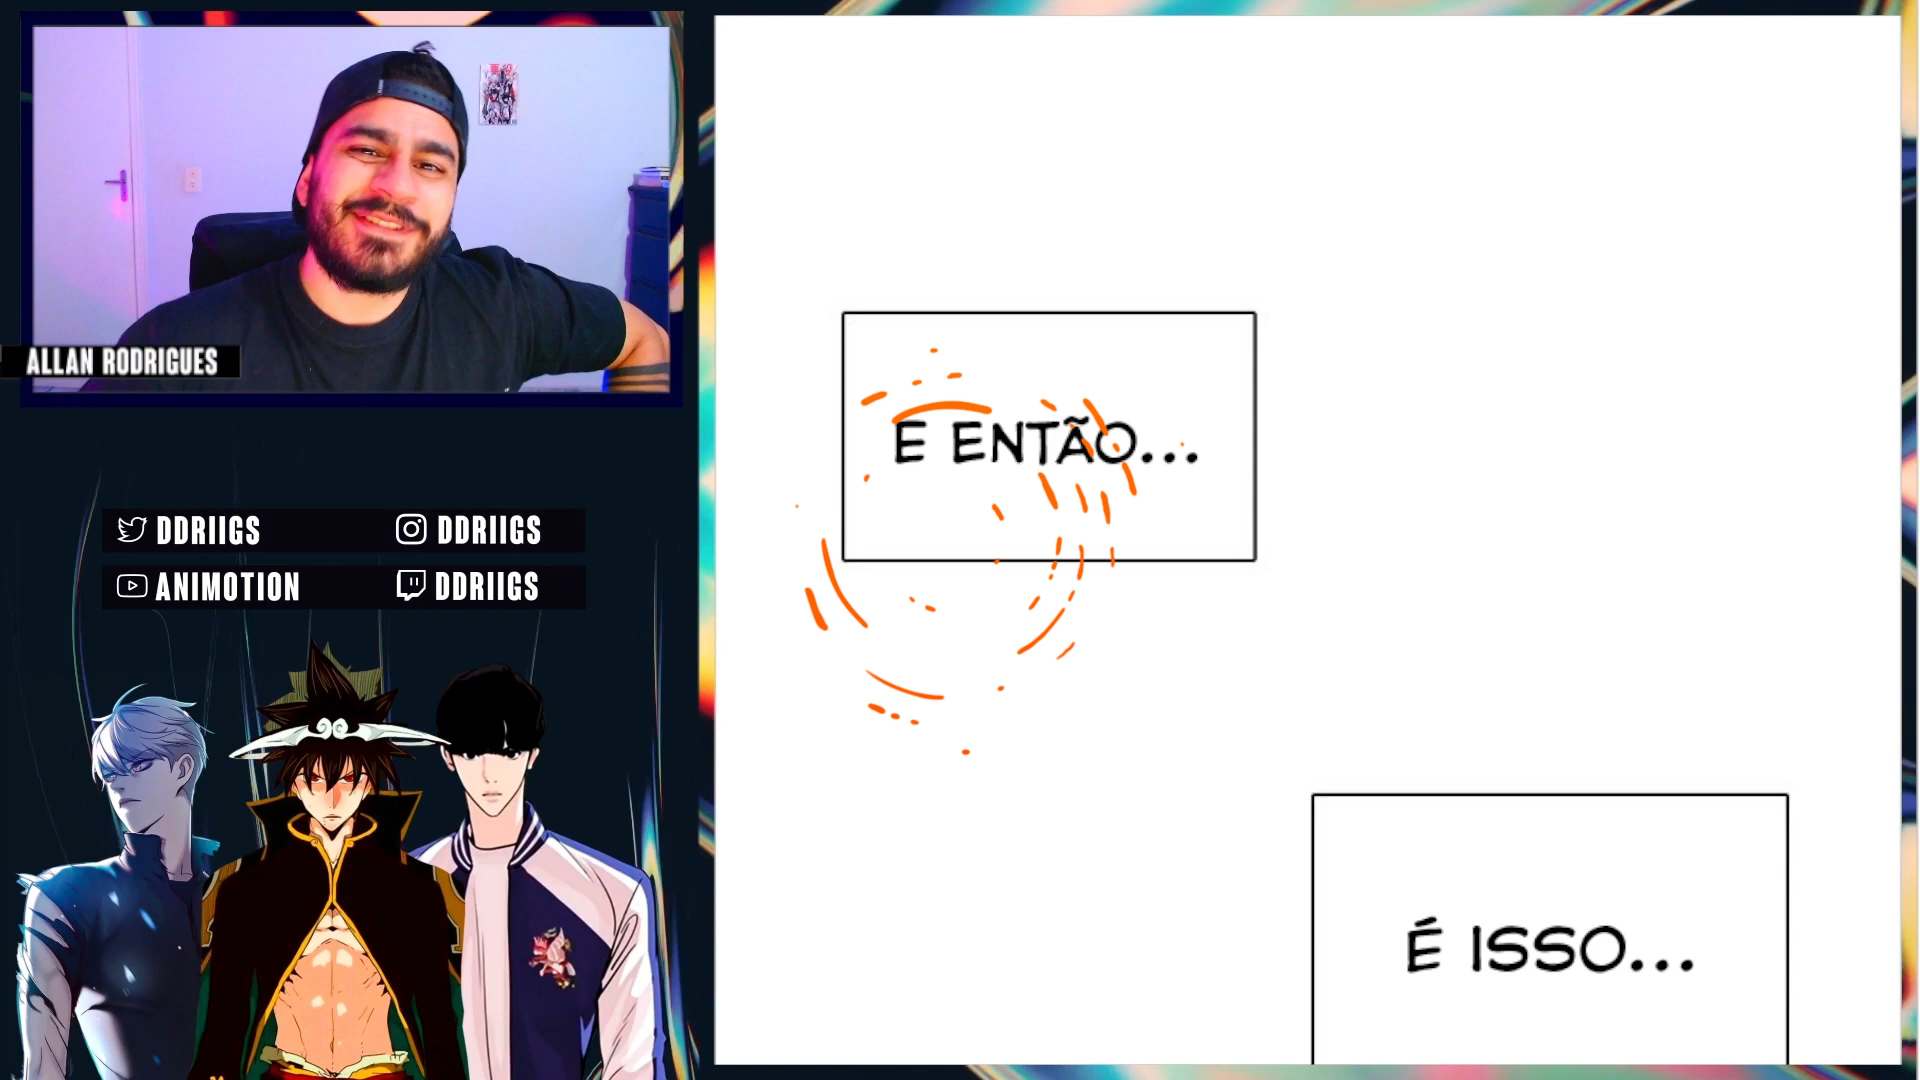 ALLAN RODRIGUES
DDRIIGS
DDRIIGS
ANIMOTION
DDRIIGS
E ENTÃO...
É ISSO...